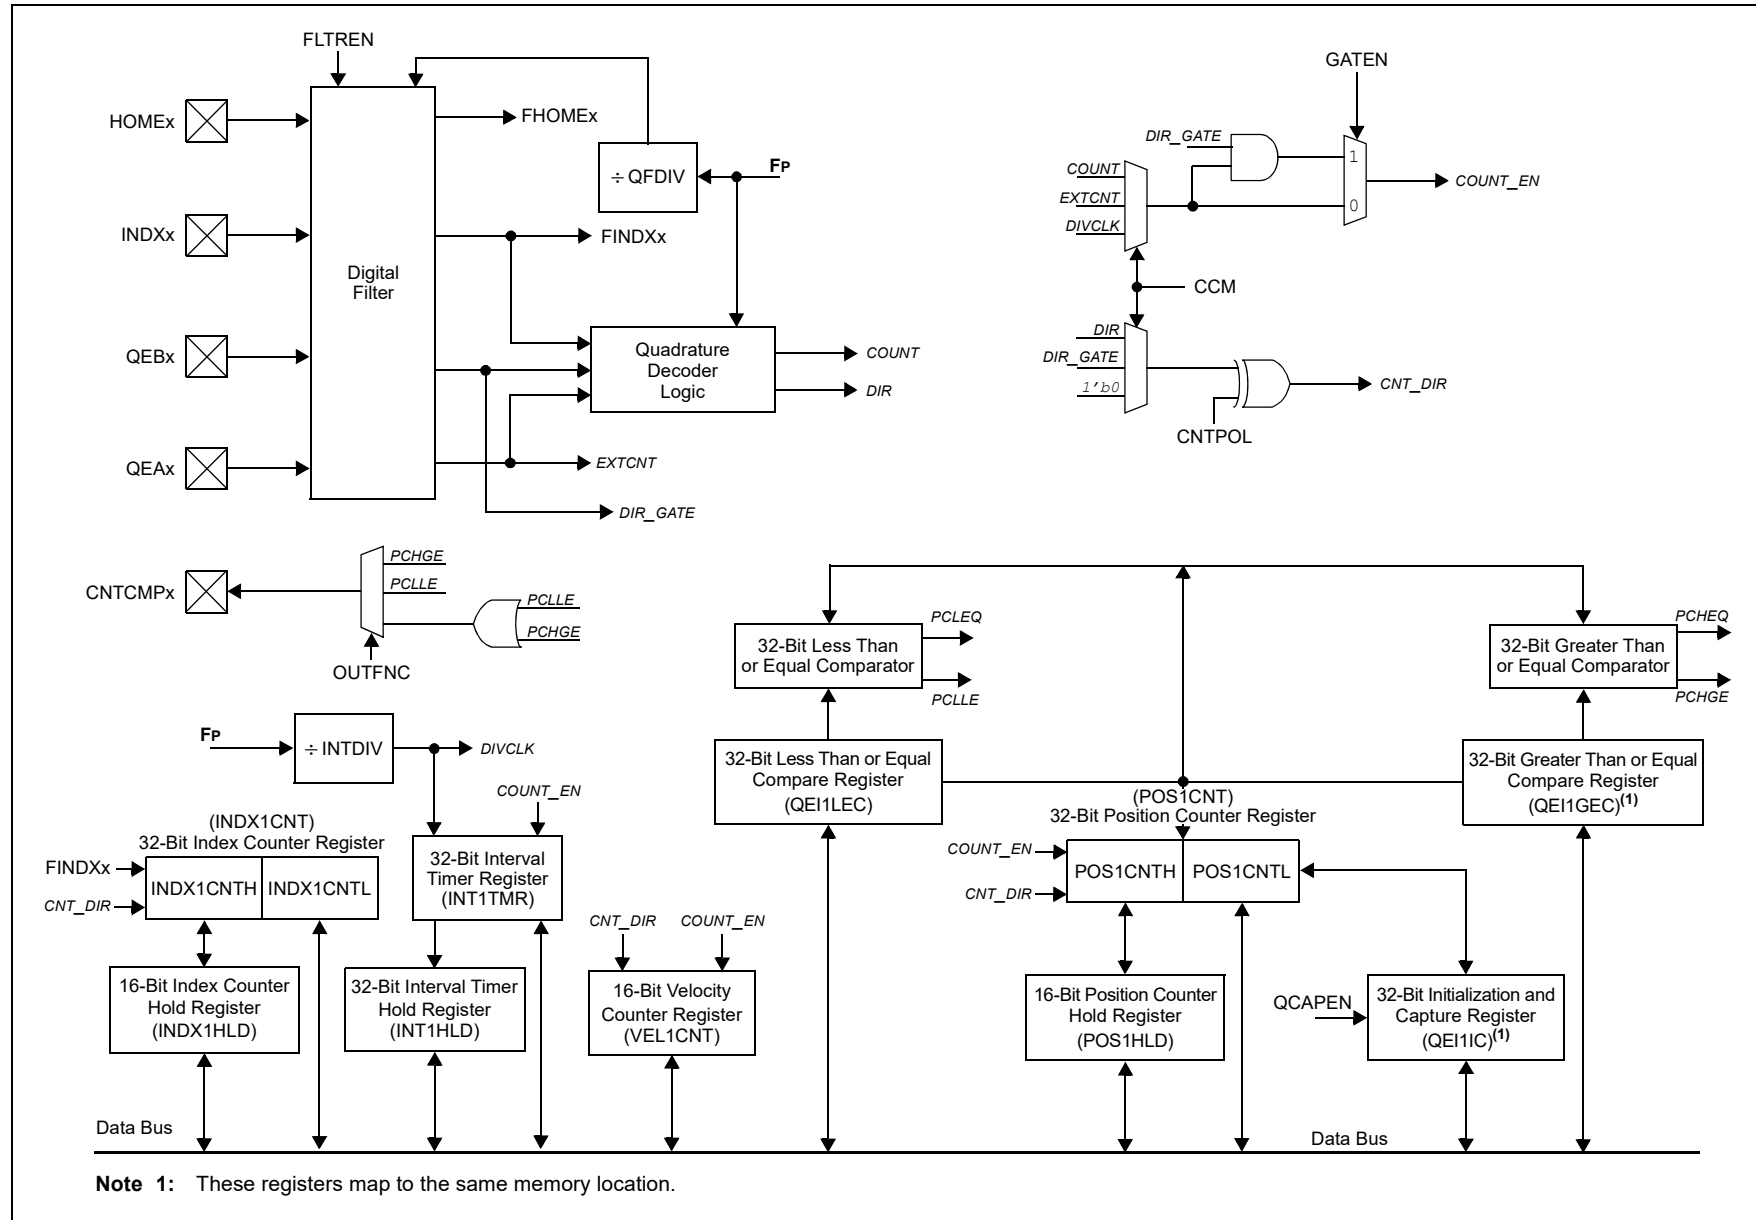 FLTREN
HOMEx
FHOMEx
÷ QFDIV
FP
INDXx
FINDXx
Digital
Filter
QEBx
Quadrature
Decoder
Logic
COUNT
DIR
QEAx
EXTCNT
DIR_GATE
GATEN
DIR_GATE
COUNT
EXTCNT
DIVCLK
1
0
COUNT_EN
CCM
DIR
DIR_GATE
1'b0
CNT_DIR
CNTPOL
CNTCMPx
PCHGE
PCLLE
PCLLE
PCHGE
OUTFNC
32-Bit Less Than
or Equal Comparator
PCLEQ
PCLLE
32-Bit Greater Than
or Equal Comparator
PCHEQ
PCHGE
FP
÷ INTDIV
DIVCLK
COUNT_EN
32-Bit Less Than or Equal
Compare Register
(QEI1LEC)
32-Bit Greater Than or Equal
Compare Register
(QEI1GEC)(1)
(INDX1CNT)
32-Bit Index Counter Register
FINDXx
CNT_DIR
INDX1CNTH
INDX1CNTL
32-Bit Interval
Timer Register
(INT1TMR)
(POS1CNT)
32-Bit Position Counter Register
COUNT_EN
CNT_DIR
POS1CNTH
POS1CNTL
CNT_DIR
COUNT_EN
16-Bit Index Counter
Hold Register
(INDX1HLD)
32-Bit Interval Timer
Hold Register
(INT1HLD)
16-Bit Velocity
Counter Register
(VEL1CNT)
16-Bit Position Counter
Hold Register
(POS1HLD)
QCAPEN
32-Bit Initialization and
Capture Register
(QEI1IC)(1)
Data Bus
Data Bus
Note 1: These registers map to the same memory location.